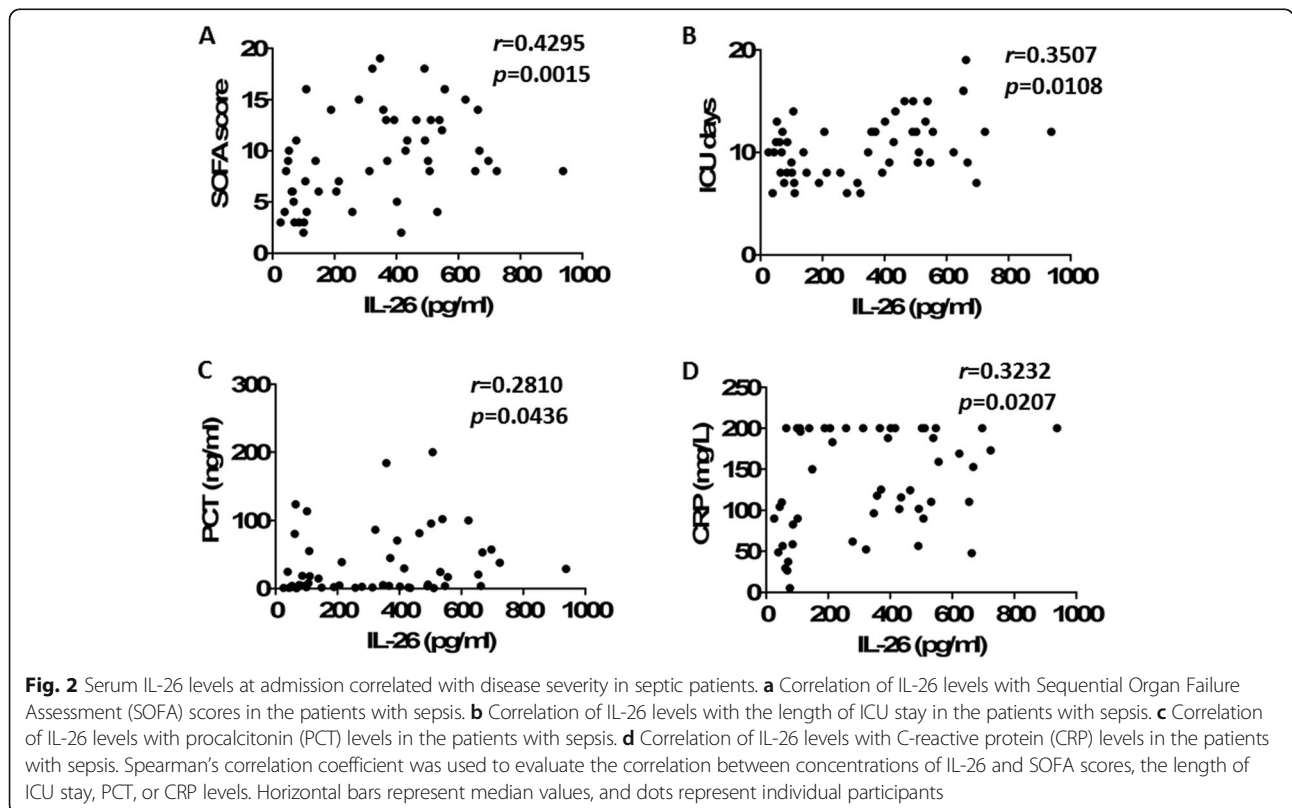 A
r=0.4295
p=0.0015
20
15
10
5
0
SOFA score
0 200 400 600 800 1000
IL-26 (pg/ml)
B
r=0.3507
p=0.0108
20
10
0
ICU days
0 200 400 600 800 1000
IL-26 (pg/ml)
C
r=0.2810
p=0.0436
300
200
100
0
PCT (ng/ml)
0 200 400 600 800 1000
IL-26 (pg/ml)
D
r=0.3232
p=0.0207
250
200
150
100
50
0
CRP (mg/L)
0 200 400 600 800 1000
IL-26 (pg/ml)
Fig. 2 Serum IL-26 levels at admission correlated with disease severity in septic patients. a Correlation of IL-26 levels with Sequential Organ Failure
Assessment (SOFA) scores in the patients with sepsis. b Correlation of IL-26 levels with the length of ICU stay in the patients with sepsis. c Correlation
of IL-26 levels with procalcitonin (PCT) levels in the patients with sepsis. d Correlation of IL-26 levels with C-reactive protein (CRP) levels in the patients
with sepsis. Spearman's correlation coefficient was used to evaluate the correlation between concentrations of IL-26 and SOFA scores, the length of
ICU stay, PCT, or CRP levels. Horizontal bars represent median values, and dots represent individual participants